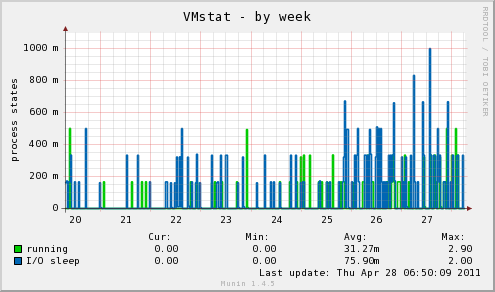 VMstat - by week
RRDTOOL / TOBI OETIKER
process states
1000 m
800 m
600 m
400 m
200 m
0
20 21 22 23 24 25 26 27
Cur: Min: Avg: Max:
running 0.00 0.00 31.27m 2.90
I/O sleep 0.00 0.00 75.90m 2.00
Last update: Thu Apr 28 06:50:09 2011
Munin 1.4.5